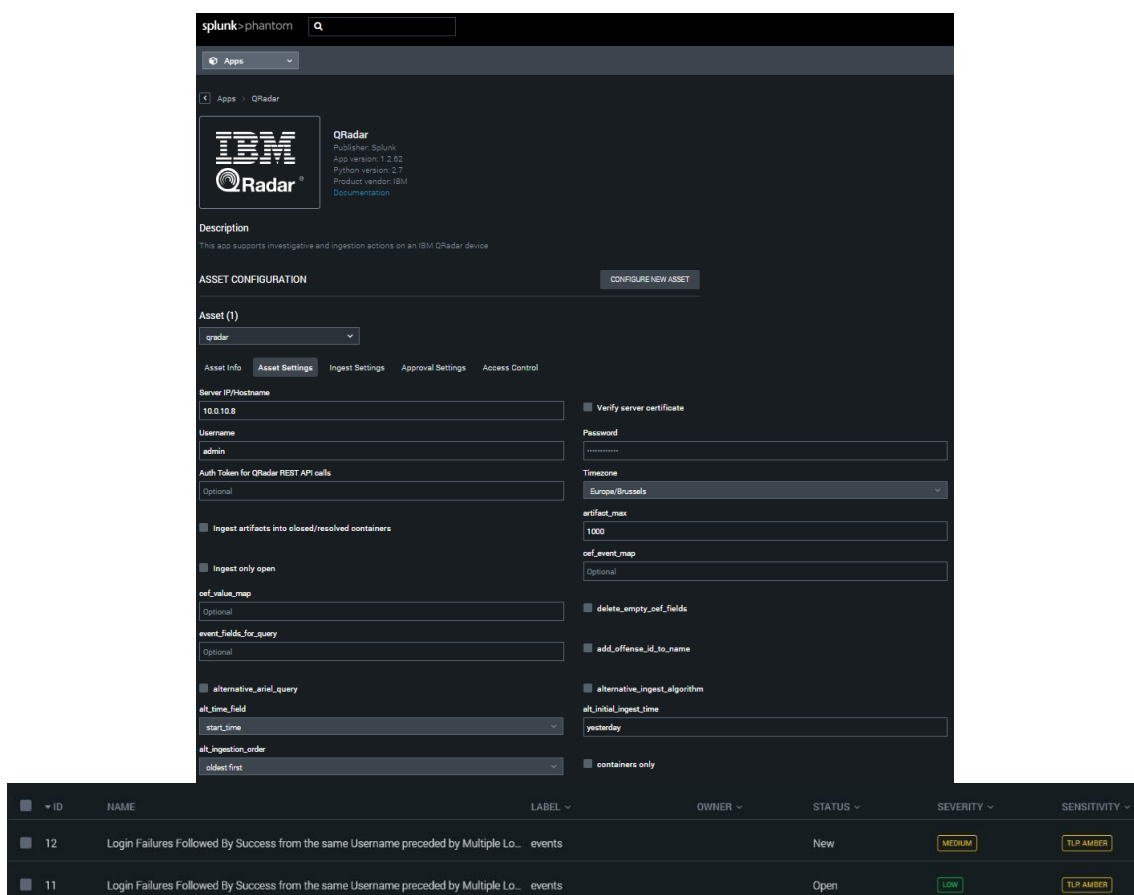 splunk>phantom
Apps
Apps > QRadar
IBM
QRadar
QRadar
Publisher: Splunk
App version: 1.2.62
Python version: 2.7
Product vendor: IBM
Documentation
Description
This app supports investigative and ingestion actions on an IBM QRadar device
ASSET CONFIGURATION
CONFIGURE NEW ASSET
Asset (1)
qradar
Asset Info Asset Settings Ingest Settings Approval Settings Access Control
Server IP/Hostname
10.0.10.8
Verify server certificate
Username
Password
admin
Auth Token for QRadar REST API calls
Timezone
Optional
Europe/Brussels
artifact_max
Ingest artifacts into closed/resolved containers
1000
cef_event_map
Ingest only open
Optional
cef_value_map
Optional
delete_empty_cef_fields
event_fields_for_query
Optional
add_offense_id_to_name
alternative_ariel_query
alternative_ingest_algorithm
alt_time_field
alt_initial_ingest_time
start_time
yesterday
alt_ingestion_order
oldest first
containers only
ID NAME LABEL OWNER STATUS SEVERITY SENSITIVITY
12 Login Failures Followed By Success from the same Username preceded by Multiple Lo... events New MEDIUM TLP: AMBER
11 Login Failures Followed By Success from the same Username preceded by Multiple Lo... events Open LOW TLP: AMBER